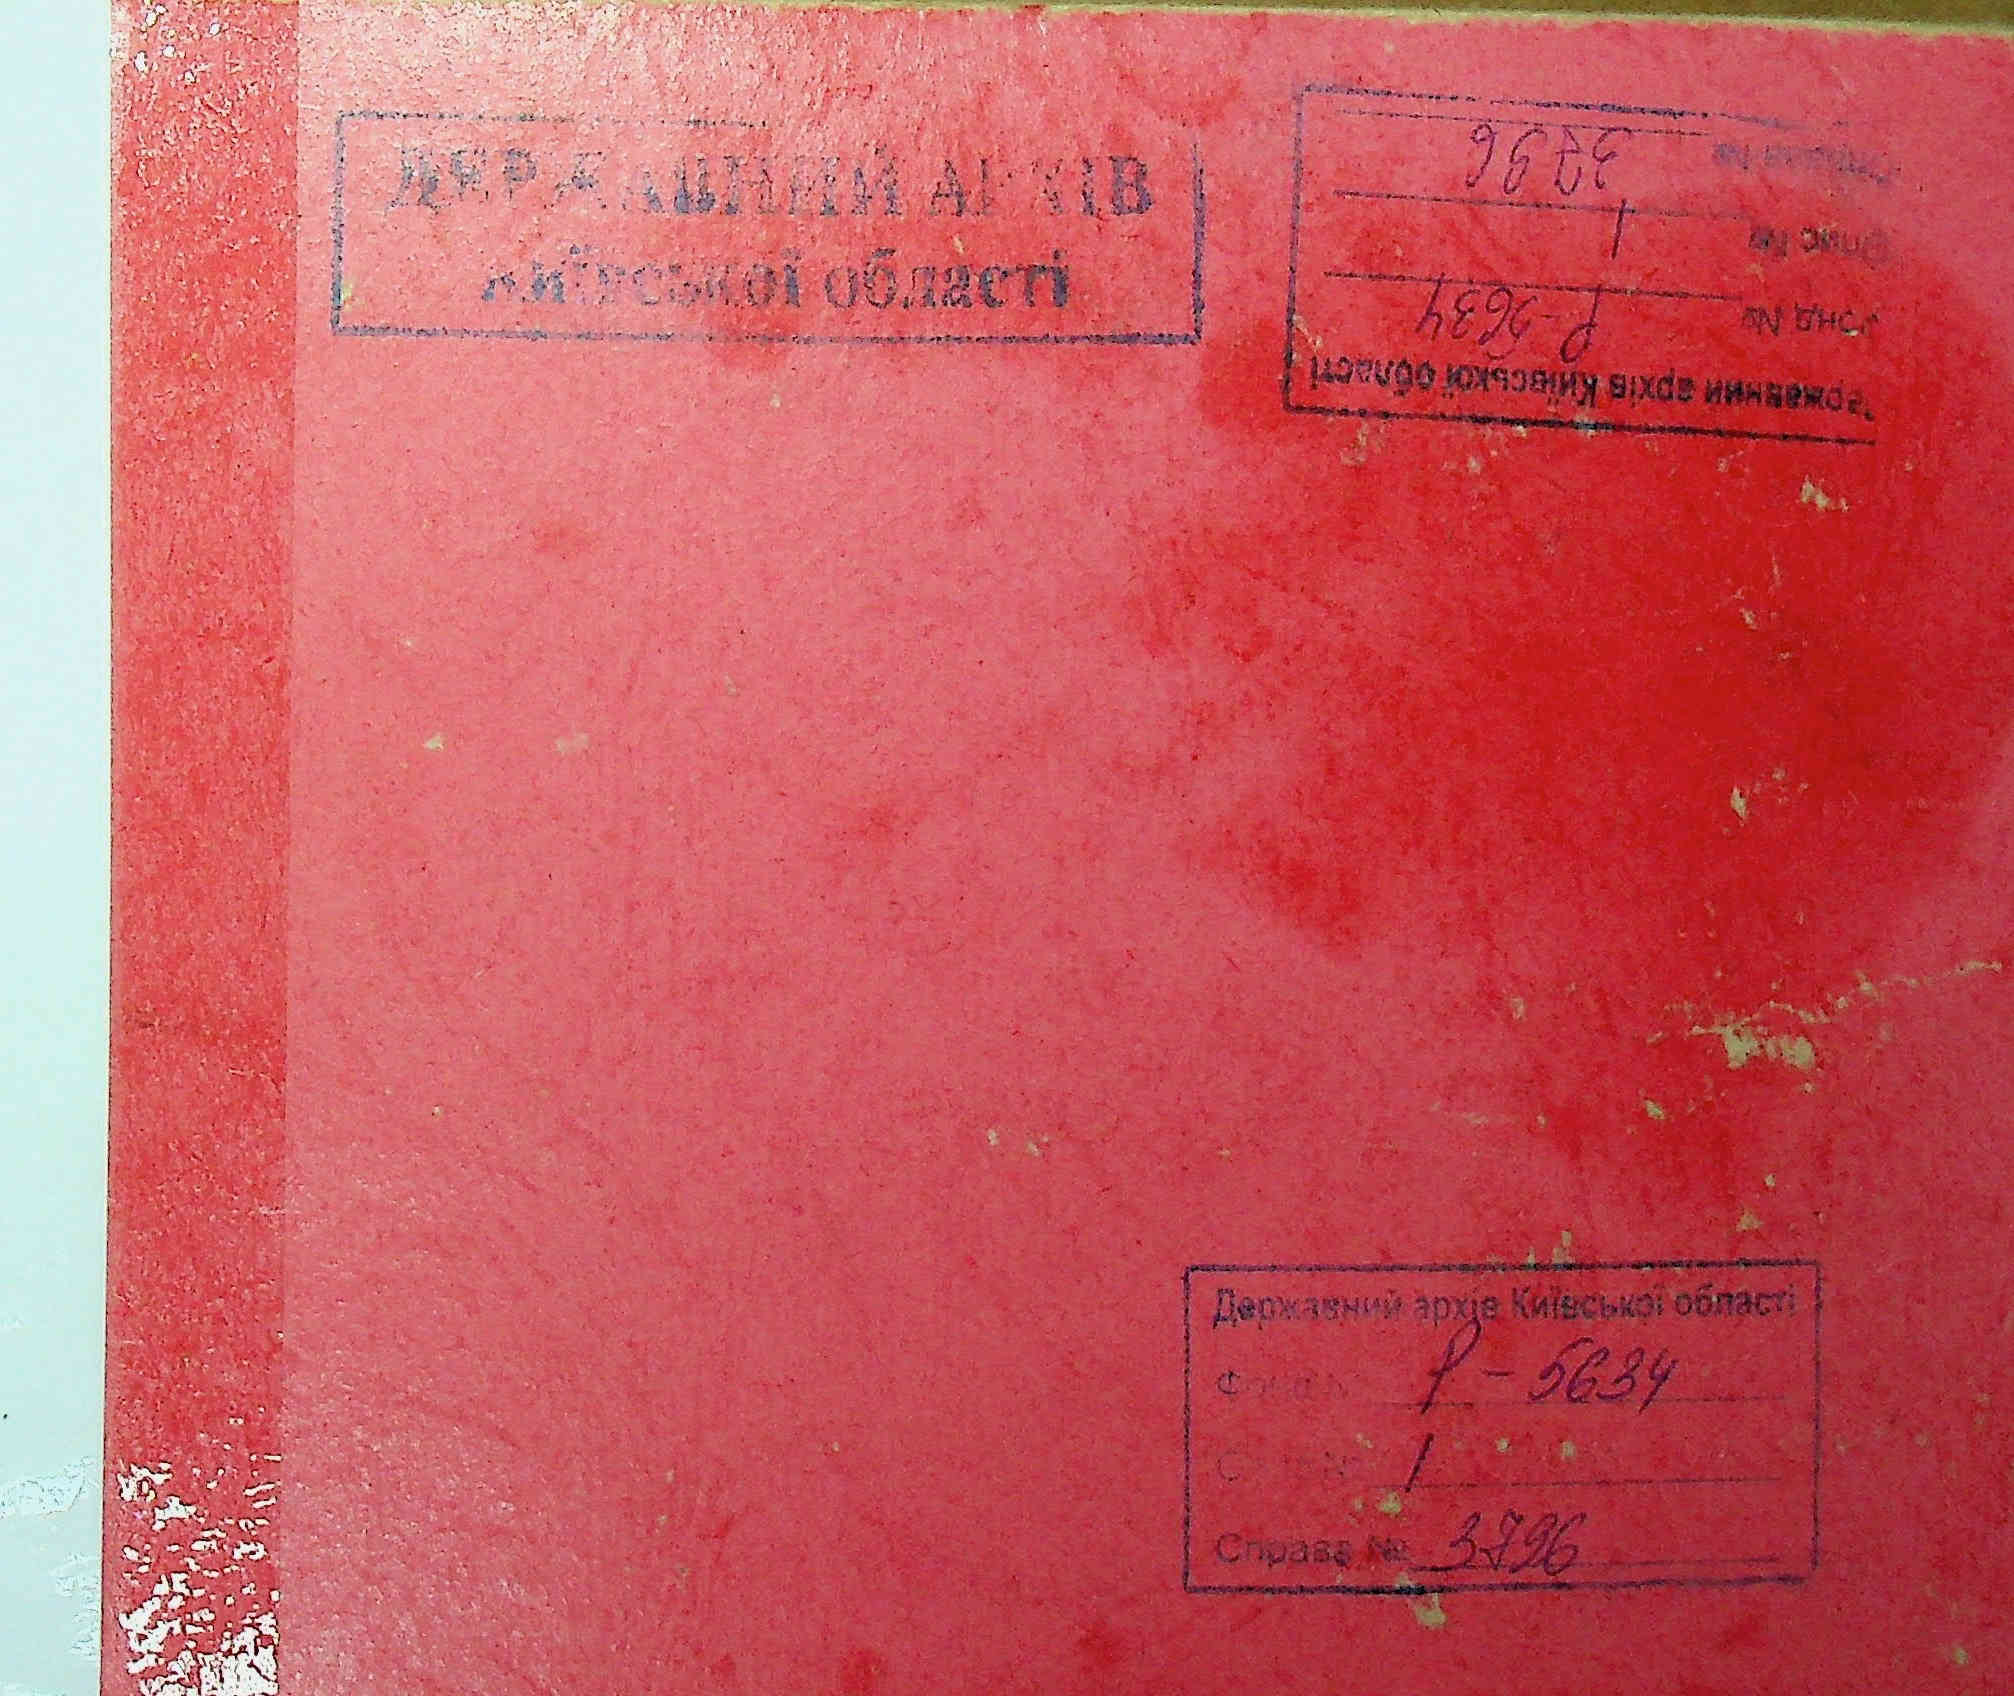 ДЕРЖАВНИЙ АРХІВ
Київської області
Державний архів Київської області
Фонд № Р-5634
Опис № 1
Справа № 3796
Державний архів Київської області
Фонд № Р-5634
Опис № 1
Справа № 3796